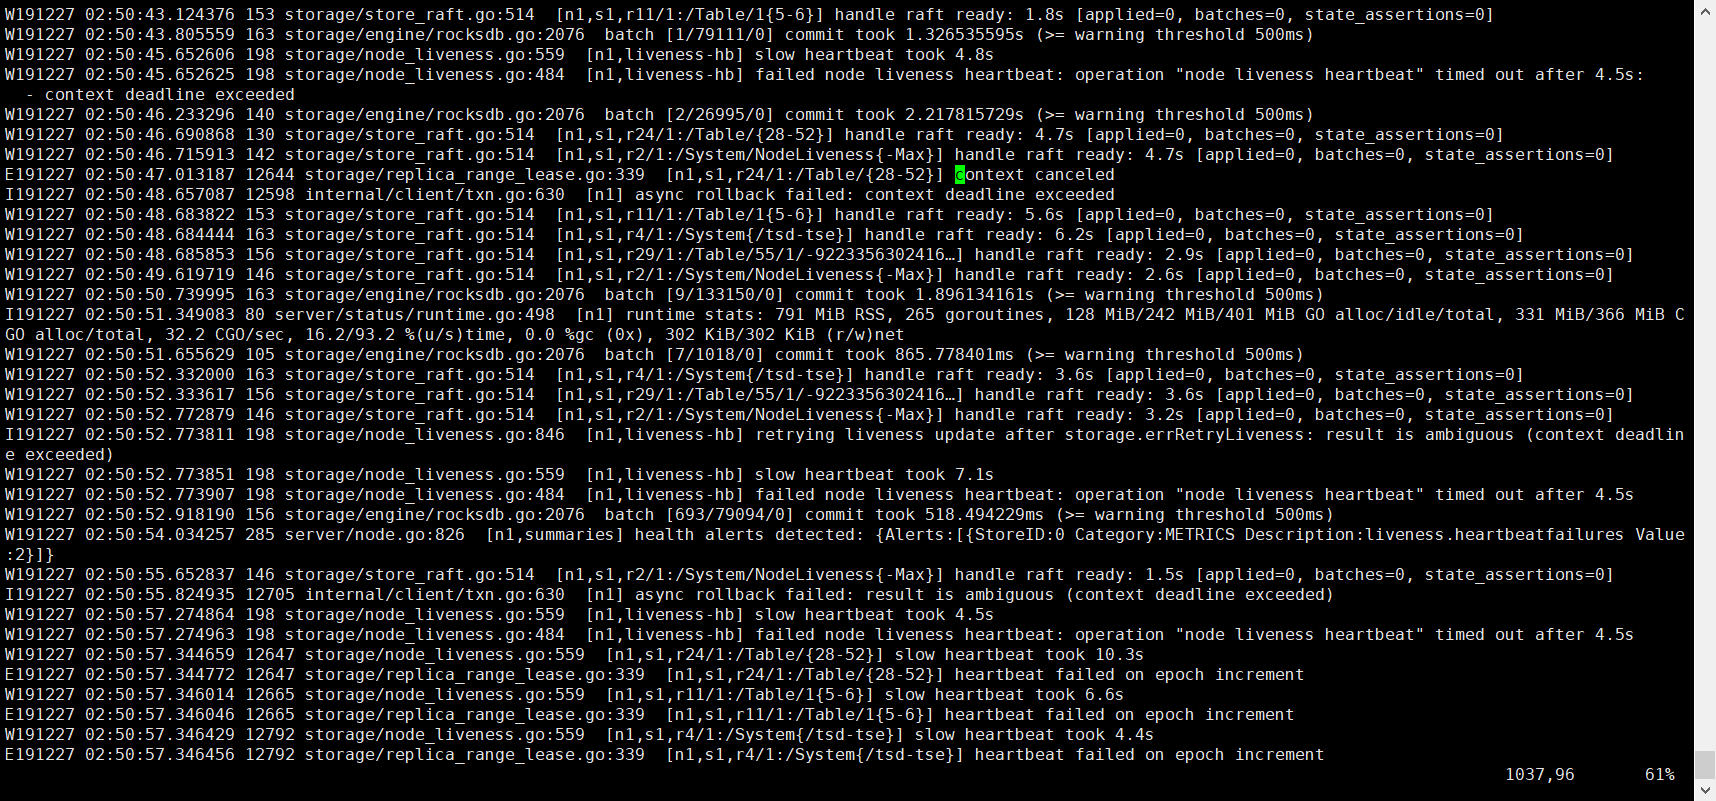 W191227 02:50:43.124376 153 storage/store_raft.go:514  [n1,s1,r11/1:/Table/1{5-6}] handle raft ready: 1.8s [applied=0, batches=0, state_assertions=0]
W191227 02:50:43.805559 163 storage/engine/rocksdb.go:2076  batch [1/79111/0] commit took 1.326535595s (>= warning threshold 500ms)
W191227 02:50:45.652606 198 storage/node_liveness.go:559  [n1,liveness-hb] slow heartbeat took 4.8s
W191227 02:50:45.652625 198 storage/node_liveness.go:484  [n1,liveness-hb] failed node liveness heartbeat: operation "node liveness heartbeat" timed out after 4.5s:
  - context deadline exceeded
W191227 02:50:46.233296 140 storage/engine/rocksdb.go:2076  batch [2/26995/0] commit took 2.217815729s (>= warning threshold 500ms)
W191227 02:50:46.690868 130 storage/store_raft.go:514  [n1,s1,r24/1:/Table/{28-52}] handle raft ready: 4.7s [applied=0, batches=0, state_assertions=0]
W191227 02:50:46.715913 142 storage/store_raft.go:514  [n1,s1,r2/1:/System/NodeLiveness{-Max}] handle raft ready: 4.7s [applied=0, batches=0, state_assertions=0]
E191227 02:50:47.013187 12644 storage/replica_range_lease.go:339  [n1,s1,r24/1:/Table/{28-52}] context canceled
I191227 02:50:48.657087 12598 internal/client/txn.go:630  [n1] async rollback failed: context deadline exceeded
W191227 02:50:48.683822 153 storage/store_raft.go:514  [n1,s1,r11/1:/Table/1{5-6}] handle raft ready: 5.6s [applied=0, batches=0, state_assertions=0]
W191227 02:50:48.684444 163 storage/store_raft.go:514  [n1,s1,r4/1:/System{/tsd-tse}] handle raft ready: 6.2s [applied=0, batches=0, state_assertions=0]
W191227 02:50:48.685853 156 storage/store_raft.go:514  [n1,s1,r29/1:/Table/55/1/-9223356302416…] handle raft ready: 2.9s [applied=0, batches=0, state_assertions=0]
W191227 02:50:49.619719 146 storage/store_raft.go:514  [n1,s1,r2/1:/System/NodeLiveness{-Max}] handle raft ready: 2.6s [applied=0, batches=0, state_assertions=0]
W191227 02:50:50.739995 163 storage/engine/rocksdb.go:2076  batch [9/133150/0] commit took 1.896134161s (>= warning threshold 500ms)
I191227 02:50:51.349083 80 server/status/runtime.go:498  [n1] runtime stats: 791 MiB RSS, 265 goroutines, 128 MiB/242 MiB/401 MiB GO alloc/idle/total, 331 MiB/366 MiB C
GO alloc/total, 32.2 CGO/sec, 16.2/93.2 %(u/s)time, 0.0 %gc (0x), 302 KiB/302 KiB (r/w)net
W191227 02:50:51.655629 105 storage/engine/rocksdb.go:2076  batch [7/1018/0] commit took 865.778401ms (>= warning threshold 500ms)
W191227 02:50:52.332000 163 storage/store_raft.go:514  [n1,s1,r4/1:/System{/tsd-tse}] handle raft ready: 3.6s [applied=0, batches=0, state_assertions=0]
W191227 02:50:52.333617 156 storage/store_raft.go:514  [n1,s1,r29/1:/Table/55/1/-9223356302416…] handle raft ready: 3.6s [applied=0, batches=0, state_assertions=0]
W191227 02:50:52.772879 146 storage/store_raft.go:514  [n1,s1,r2/1:/System/NodeLiveness{-Max}] handle raft ready: 3.2s [applied=0, batches=0, state_assertions=0]
I191227 02:50:52.773811 198 storage/node_liveness.go:846  [n1,liveness-hb] retrying liveness update after storage.errRetryLiveness: result is ambiguous (context deadlin
e exceeded)
W191227 02:50:52.773851 198 storage/node_liveness.go:559  [n1,liveness-hb] slow heartbeat took 7.1s
W191227 02:50:52.773907 198 storage/node_liveness.go:484  [n1,liveness-hb] failed node liveness heartbeat: operation "node liveness heartbeat" timed out after 4.5s
W191227 02:50:52.918190 156 storage/engine/rocksdb.go:2076  batch [693/79094/0] commit took 518.494229ms (>= warning threshold 500ms)
W191227 02:50:54.034257 285 server/node.go:826  [n1,summaries] health alerts detected: {Alerts:[{StoreID:0 Category:METRICS Description:liveness.heartbeatfailures Value
:2}]}
W191227 02:50:55.652837 146 storage/store_raft.go:514  [n1,s1,r2/1:/System/NodeLiveness{-Max}] handle raft ready: 1.5s [applied=0, batches=0, state_assertions=0]
I191227 02:50:55.824935 12705 internal/client/txn.go:630  [n1] async rollback failed: result is ambiguous (context deadline exceeded)
W191227 02:50:57.274864 198 storage/node_liveness.go:559  [n1,liveness-hb] slow heartbeat took 4.5s
W191227 02:50:57.274963 198 storage/node_liveness.go:484  [n1,liveness-hb] failed node liveness heartbeat: operation "node liveness heartbeat" timed out after 4.5s
W191227 02:50:57.344659 12647 storage/node_liveness.go:559  [n1,s1,r24/1:/Table/{28-52}] slow heartbeat took 10.3s
E191227 02:50:57.344772 12647 storage/replica_range_lease.go:339  [n1,s1,r24/1:/Table/{28-52}] heartbeat failed on epoch increment
W191227 02:50:57.346014 12665 storage/node_liveness.go:559  [n1,s1,r11/1:/Table/1{5-6}] slow heartbeat took 6.6s
E191227 02:50:57.346046 12665 storage/replica_range_lease.go:339  [n1,s1,r11/1:/Table/1{5-6}] heartbeat failed on epoch increment
W191227 02:50:57.346429 12792 storage/node_liveness.go:559  [n1,s1,r4/1:/System{/tsd-tse}] slow heartbeat took 4.4s
E191227 02:50:57.346456 12792 storage/replica_range_lease.go:339  [n1,s1,r4/1:/System{/tsd-tse}] heartbeat failed on epoch increment
1037,96       61%